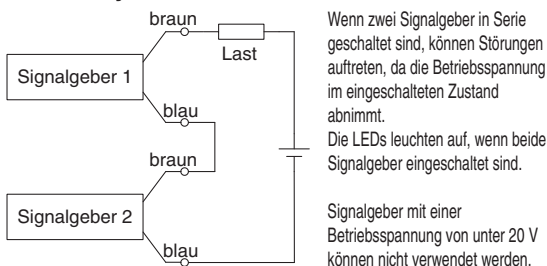 braun
Last
Signalgeber 1
blau
braun
Signalgeber 2
blau
Wenn zwei Signalgeber in Serie
geschaltet sind, können Störungen
auftreten, da die Betriebsspannung
im eingeschalteten Zustand
abnimmt.
Die LEDs leuchten auf, wenn beide
Signalgeber eingeschaltet sind.
Signalgeber mit einer
Betriebsspannung von unter 20 V
können nicht verwendet werden.